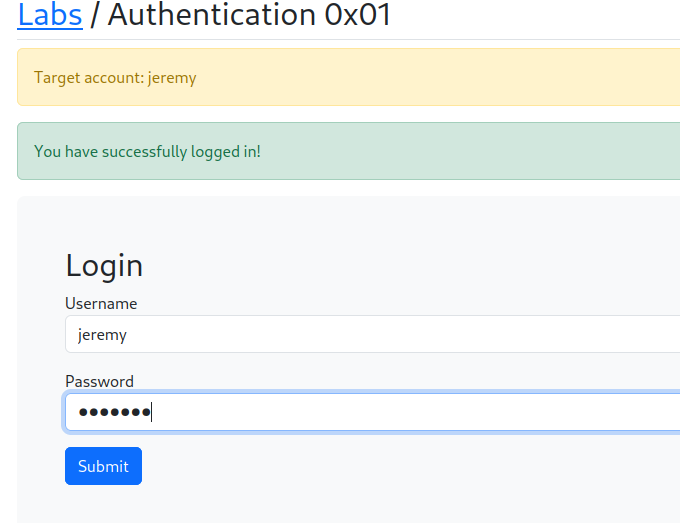 Labs / Authentication 0x01
Target account: jeremy
You have successfully logged in!
Login
Username
jeremy
Password
•••••••
Submit